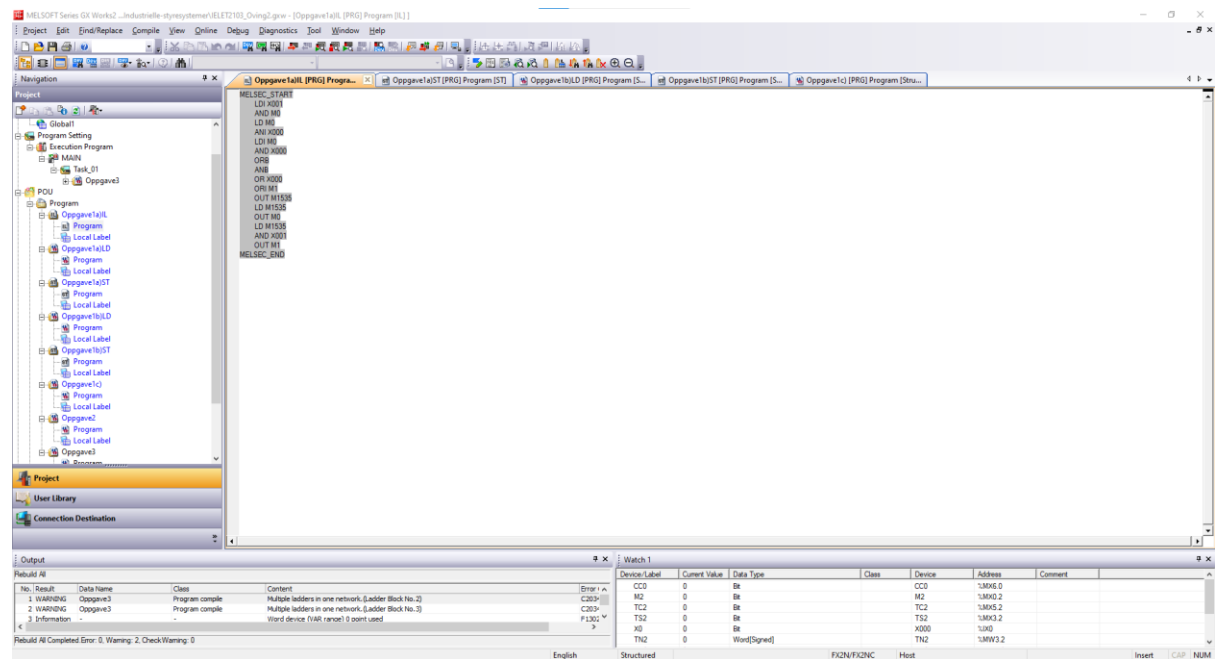 MELSOFT Series GX Works2 ...Industrielle-styresystemer\IELET2103_Oving2.gxw - [Oppgave1a)IL [PRG] Program [IL] ]
Project Edit Find/Replace Compile View Online Debug Diagnostics Tool Window Help
Navigation
Oppgave1a)IL [PRG] Progra... Oppgave1a)ST [PRG] Program [ST] Oppgave1b)LD [PRG] Program [S... Oppgave1b)ST [PRG] Program [S... Oppgave1c) [PRG] Program [Stru...
Project
Global1
Program Setting
Execution Program
MAIN
Task_01
Oppgave3
POU
Program
Oppgave1a)IL
Program
Local Label
Oppgave1a)LD
Program
Local Label
Oppgave1a)ST
Program
Local Label
Oppgave1b)LD
Program
Local Label
Oppgave1b)ST
Program
Local Label
Oppgave1c)
Program
Local Label
Oppgave2
Program
Local Label
Oppgave3
Program
Project
User Library
Connection Destination
MELSEC_START
LDI X001
AND M0
LD M0
ANI X000
LDI M0
AND X000
ORB
ANB
OR X000
ORI M1
OUT M1535
LD M1535
OUT M0
LD M1535
AND X001
OUT M1
MELSEC_END
Output
Rebuild All
No. Result Data Name Class Content Error
1 WARNING Oppgave3 Program compile Multiple ladders in one network. (Ladder Block No. 2) C203
2 WARNING Oppgave3 Program compile Multiple ladders in one network. (Ladder Block No. 3) C203
3 Information - - Word device (VAR range) 0 point used F1302
Rebuild All Completed. Error: 0, Warning: 2, Check Warning: 0
Watch 1
Device/Label Current Value Data Type Class Device Address Comment
CC0 0 Bit CC0 %MX6.0
M2 0 Bit M2 %MX0.2
TC2 0 Bit TC2 %MX5.2
TS2 0 Bit TS2 %MX3.2
X0 0 Bit X000 %IX0
TN2 0 Word[Signed] TN2 %MW3.2
English Structured FX2N/FX2NC Host Insert CAP NUM